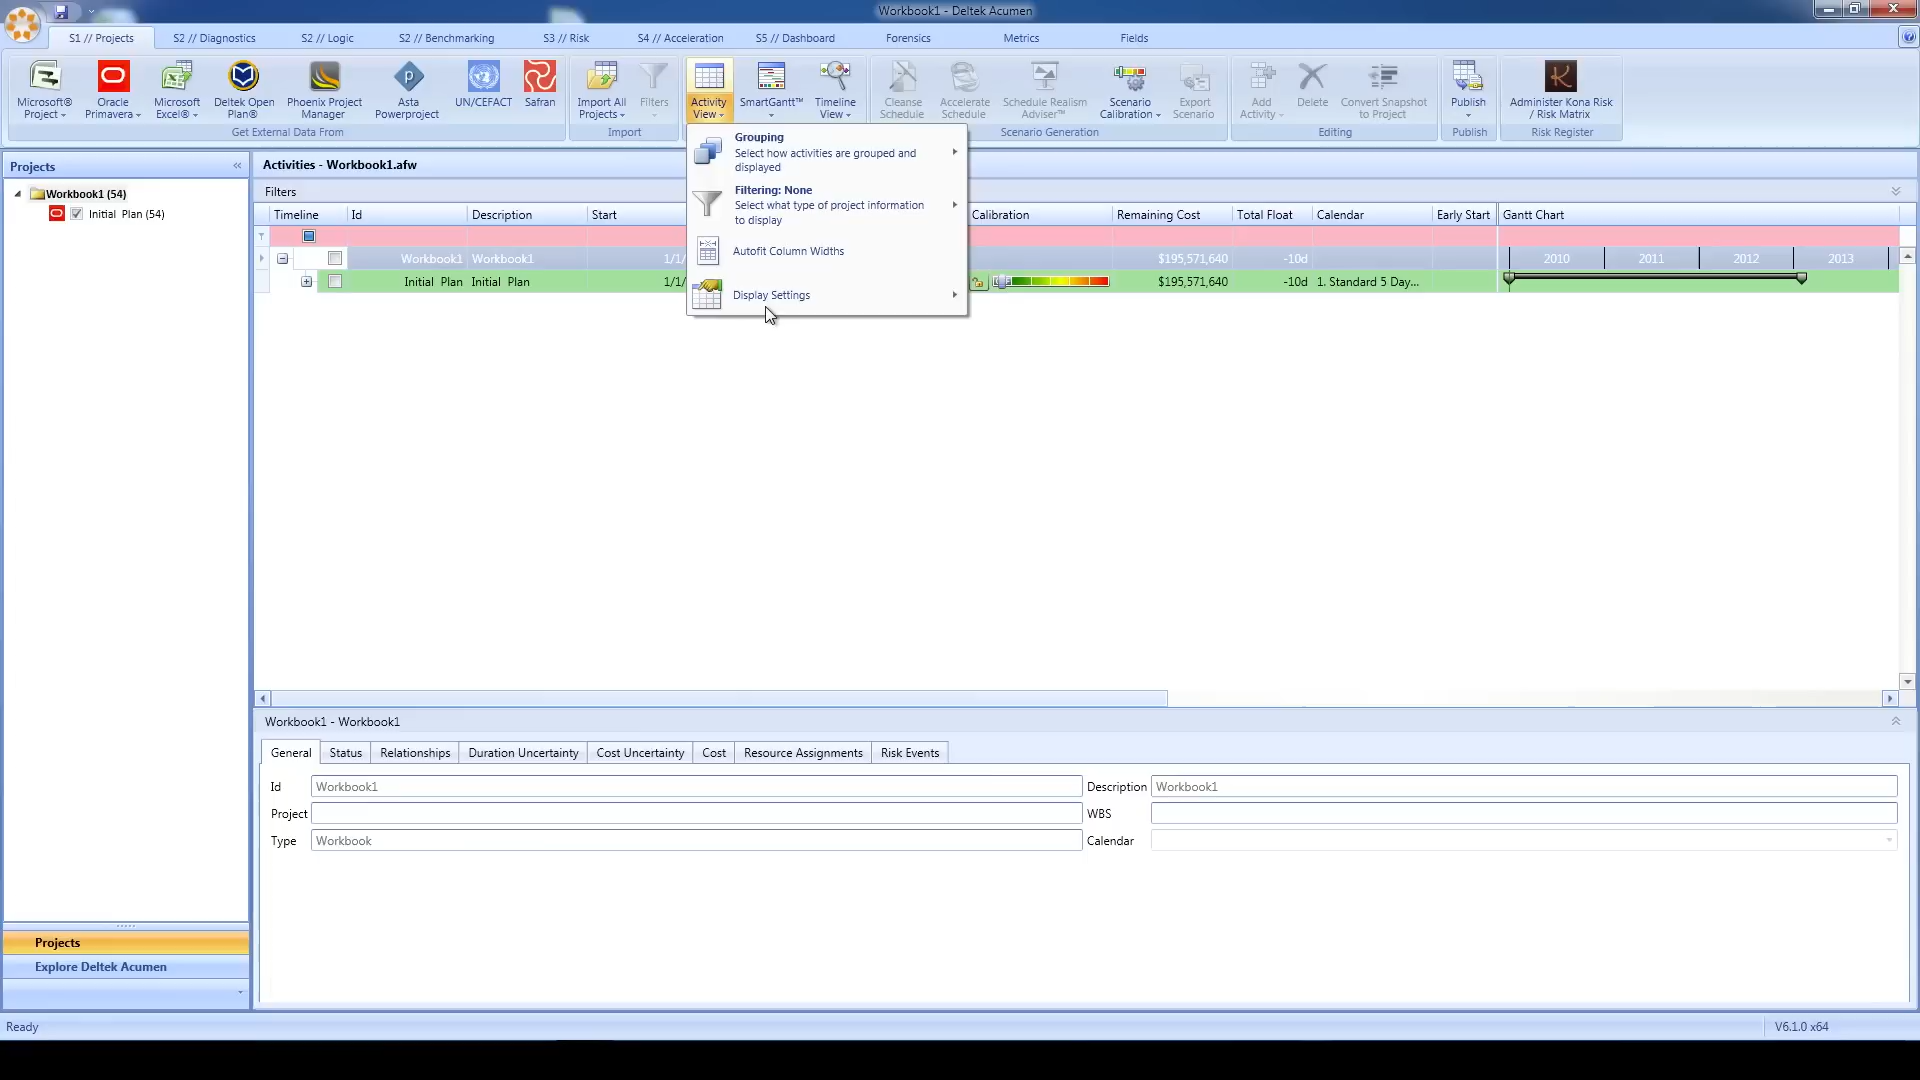 Workbook1 - Deltek Acumen
S1 // Projects S2 // Diagnostics S2 // Logic S2 // Benchmarking S3 // Risk S4 // Acceleration S5 // Dashboard Forensics Metrics Fields
Microsoft® Project
Oracle Primavera
Microsoft Excel®
Deltek Open Plan®
Phoenix Project Manager
Asta Powerproject
UN/CEFACT
Safran
Import All Projects
Filters
Activity View
SmartGantt™
Timeline View
Cleanse Schedule
Accelerate Schedule
Schedule Realism Adviser™
Scenario Calibration
Export Scenario
Add Activity
Delete
Convert Snapshot to Project
Publish
Administer Kona Risk / Risk Matrix
Get External Data From Import Scenario Generation Editing Publish Risk Register
Grouping
Select how activities are grouped and
displayed
Filtering: None
Select what type of project information
to display
Autofit Column Widths
Display Settings
Projects
Workbook1 (54)
Initial Plan (54)
Activities - Workbook1.afw
Filters
Timeline Id Description Start Calibration Remaining Cost Total Float Calendar Early Start Gantt Chart
Workbook1 Workbook1 1/1/ $195,571,640 -10d 2010 2011 2012 2013
Initial Plan Initial Plan 1/1/ $195,571,640 -10d 1. Standard 5 Day...
Workbook1 - Workbook1
General Status Relationships Duration Uncertainty Cost Uncertainty Cost Resource Assignments Risk Events
Id Workbook1 Description Workbook1
Project WBS
Type Workbook Calendar
Projects
Explore Deltek Acumen
Ready V6.1.0 x64